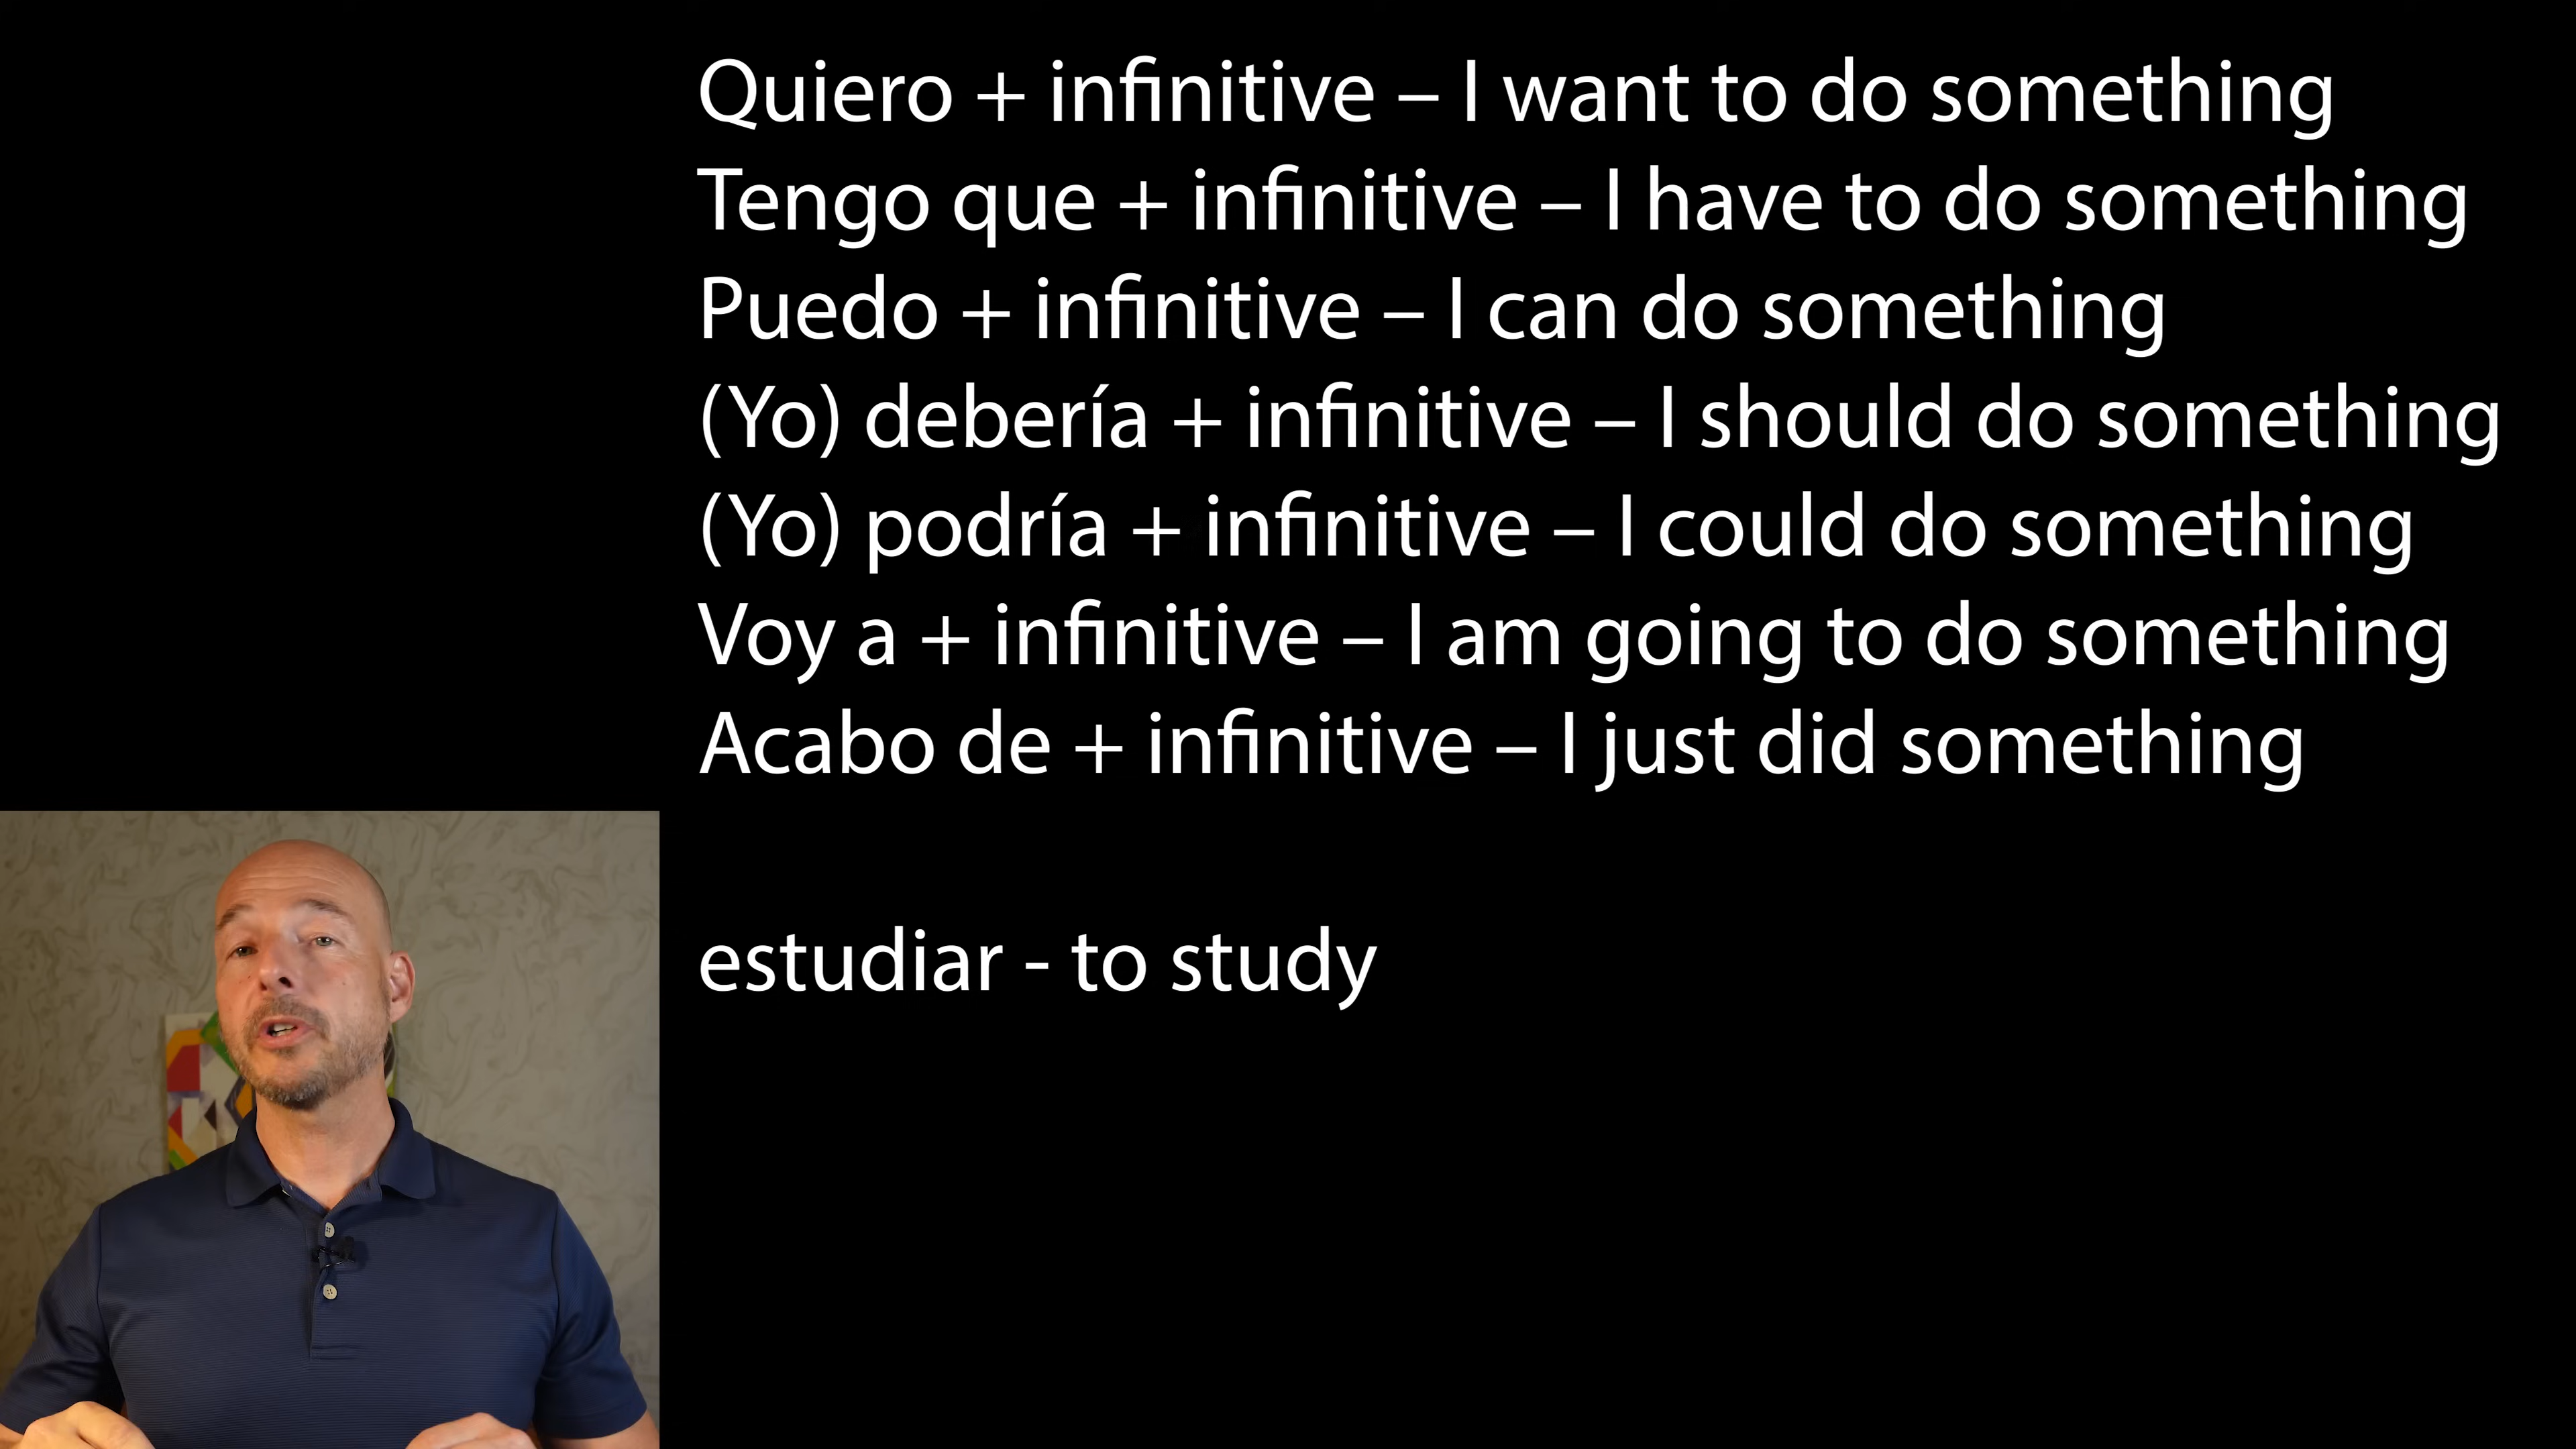 Quiero + infinitive – I want to do something
Tengo que + infinitive – I have to do something
Puedo + infinitive – I can do something
(Yo) debería + infinitive – I should do something
(Yo) podría + infinitive – I could do something
Voy a + infinitive – I am going to do something
Acabo de + infinitive – I just did something
estudiar - to study